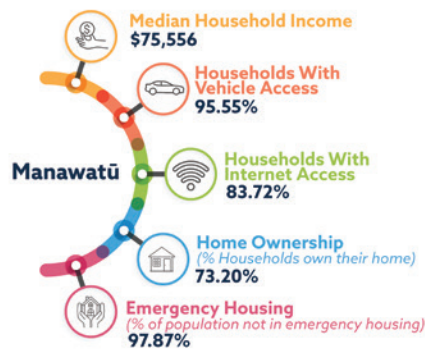 Median Household Income
$75,556
Households With
Vehicle Access
95.55%
Manawatū
Households With
Internet Access
83.72%
Home Ownership
(% Households own their home)
73.20%
Emergency Housing
(% of population not in emergency housing)
97.87%